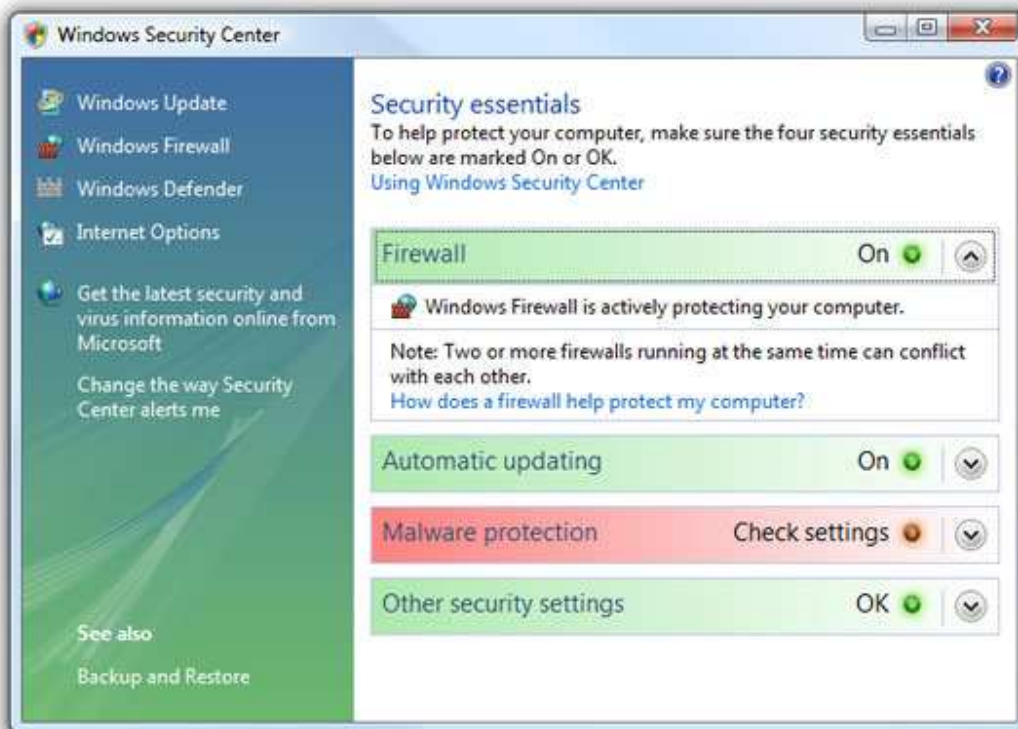 Windows Security Center
Windows Update
Windows Firewall
Windows Defender
Internet Options
Get the latest security and
virus information online from
Microsoft
Change the way Security
Center alerts me
See also
Backup and Restore
Security essentials
To help protect your computer, make sure the four security essentials
below are marked On or OK.
Using Windows Security Center
Firewall On
Windows Firewall is actively protecting your computer.
Note: Two or more firewalls running at the same time can conflict
with each other.
How does a firewall help protect my computer?
Automatic updating On
Malware protection Check settings
Other security settings OK